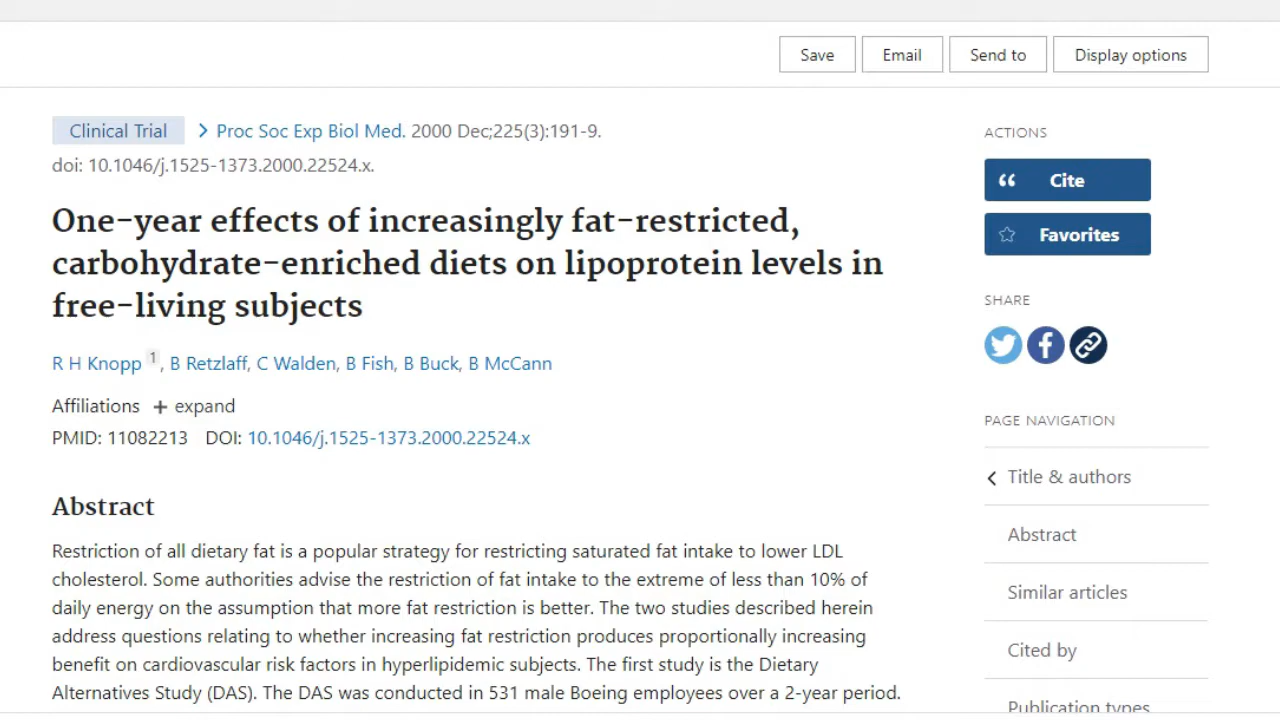 Save Email Send to Display options
Clinical Trial > Proc Soc Exp Biol Med. 2000 Dec;225(3):191-9.
doi: 10.1046/j.1525-1373.2000.22524.x.
One-year effects of increasingly fat-restricted,
carbohydrate-enriched diets on lipoprotein levels in
free-living subjects
R H Knopp 1, B Retzlaff, C Walden, B Fish, B Buck, B McCann
Affiliations + expand
PMID: 11082213 DOI: 10.1046/j.1525-1373.2000.22524.x
Abstract
Restriction of all dietary fat is a popular strategy for restricting saturated fat intake to lower LDL
cholesterol. Some authorities advise the restriction of fat intake to the extreme of less than 10% of
daily energy on the assumption that more fat restriction is better. The two studies described herein
address questions relating to whether increasing fat restriction produces proportionally increasing
benefit on cardiovascular risk factors in hyperlipidemic subjects. The first study is the Dietary
Alternatives Study (DAS). The DAS was conducted in 531 male Boeing employees over a 2-year period.
ACTIONS
Cite
Favorites
SHARE
PAGE NAVIGATION
Title & authors
Abstract
Similar articles
Cited by
Publication types